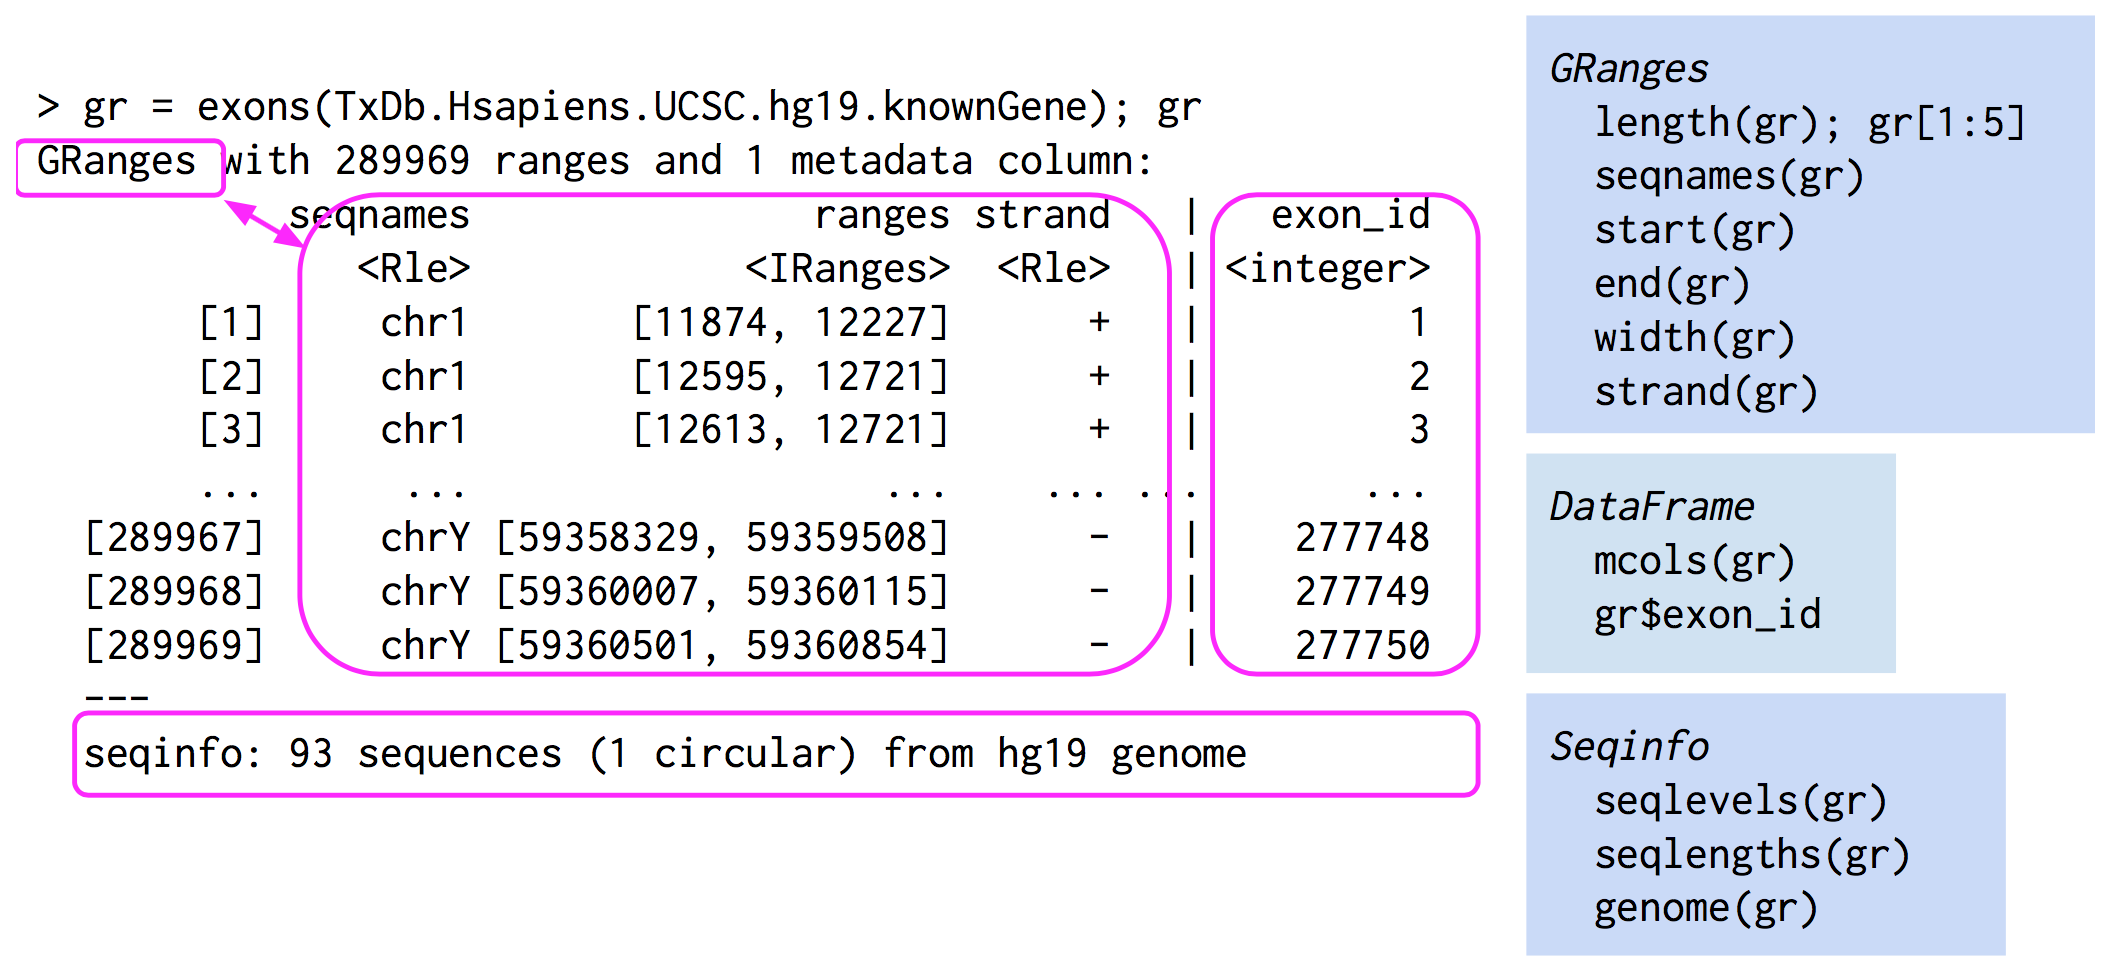 > gr = exons(TxDb.Hsapiens.UCSC.hg19.knownGene); gr
GRanges with 289969 ranges and 1 metadata column:
seqnames ranges strand | exon_id
<Rle> <IRanges> <Rle> | <integer>
[1] chr1 [11874, 12227] + | 1
[2] chr1 [12595, 12721] + | 2
[3] chr1 [12613, 12721] + | 3
... ... ... ... ... ...
[289967] chrY [59358329, 59359508] - | 277748
[289968] chrY [59360007, 59360115] - | 277749
[289969] chrY [59360501, 59360854] - | 277750
---
seqinfo: 93 sequences (1 circular) from hg19 genome
GRanges
length(gr); gr[1:5]
seqnames(gr)
start(gr)
end(gr)
width(gr)
strand(gr)
DataFrame
mcols(gr)
gr$exon_id
Seqinfo
seqlevels(gr)
seqlengths(gr)
genome(gr)